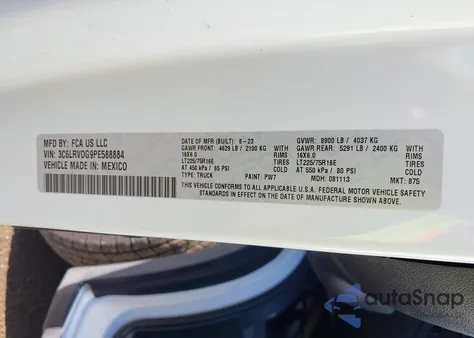 MFD BY: FCA US LLC
VIN: 3C6LRVDG9PE588884
VEHICLE MADE IN: MEXICO
DATE OF MFR (BUILT): 8-23
GAWR FRONT: 4629 LB / 2100 KG
WITH
RIMS
TIRES
16X6.0
LT225/75R16E
AT 450 kPa / 65 PSI COLD
TYPE: TRUCK
PAINT: PW7
GVWR: 8900 LB / 4037 KG
GAWR REAR: 5291 LB / 2400 KG
WITH
RIMS
TIRES
16X6.0
LT225/75R16E
AT 550 kPa / 80 PSI COLD
MDH: 081113
MKT: 875
THIS VEHICLE CONFORMS TO ALL APPLICABLE U.S.A. FEDERAL MOTOR VEHICLE SAFETY
STANDARDS IN EFFECT ON THE DATE OF MANUFACTURE SHOWN ABOVE.
autaSnap